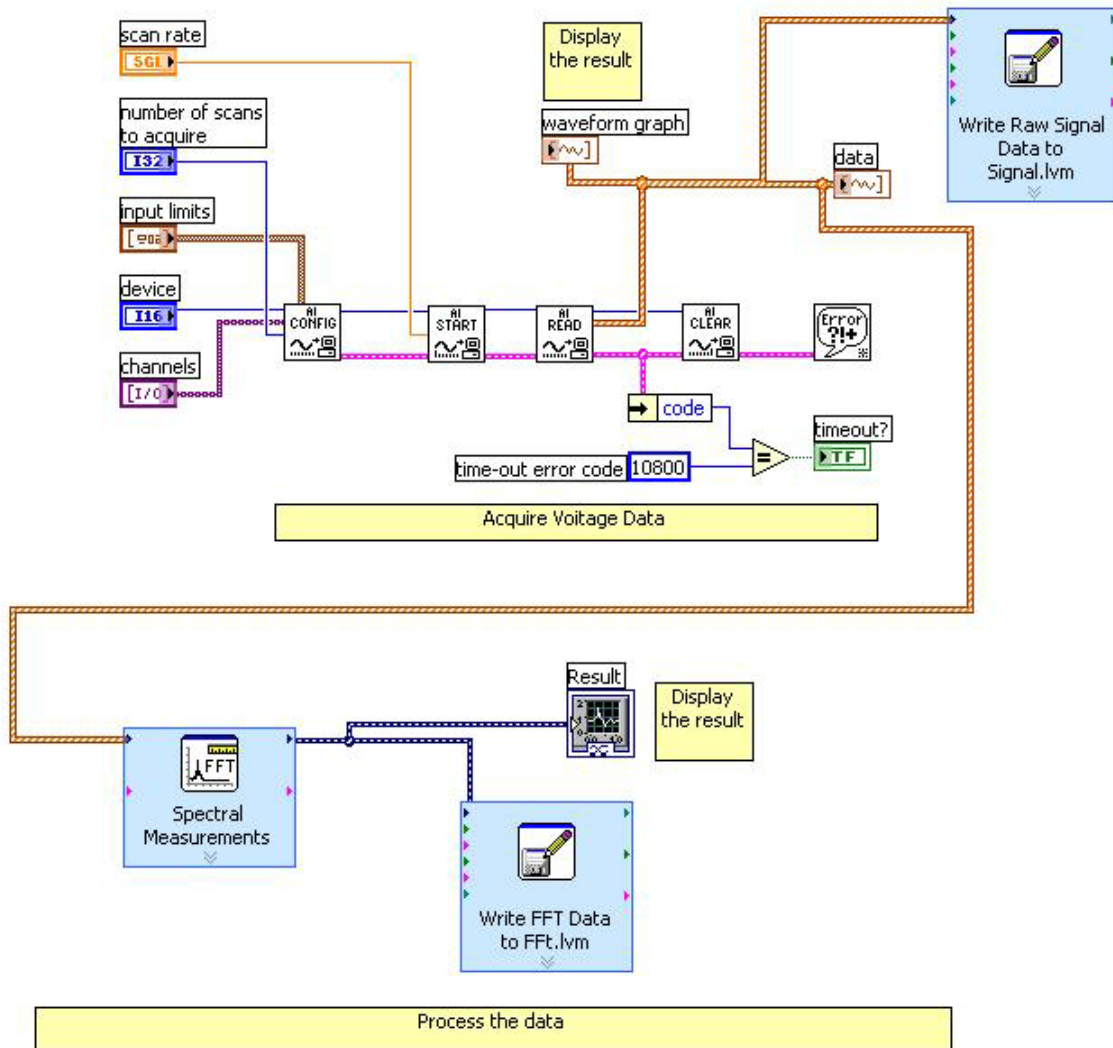 scan rate
SGL
number of scans
to acquire
I32
input limits
device
I16
channels
[I/O]
Display
the result
waveform graph
data
Write Raw Signal
Data to
Signal.lvm
AI
CONFIG
AI
START
AI
READ
AI
CLEAR
Error
?!+
code
time-out error code
10800
=
timeout?
TF
Acquire Voltage Data
FFT
Spectral
Measurements
Result
Display
the result
Write FFT Data
to FFt.lvm
Process the data